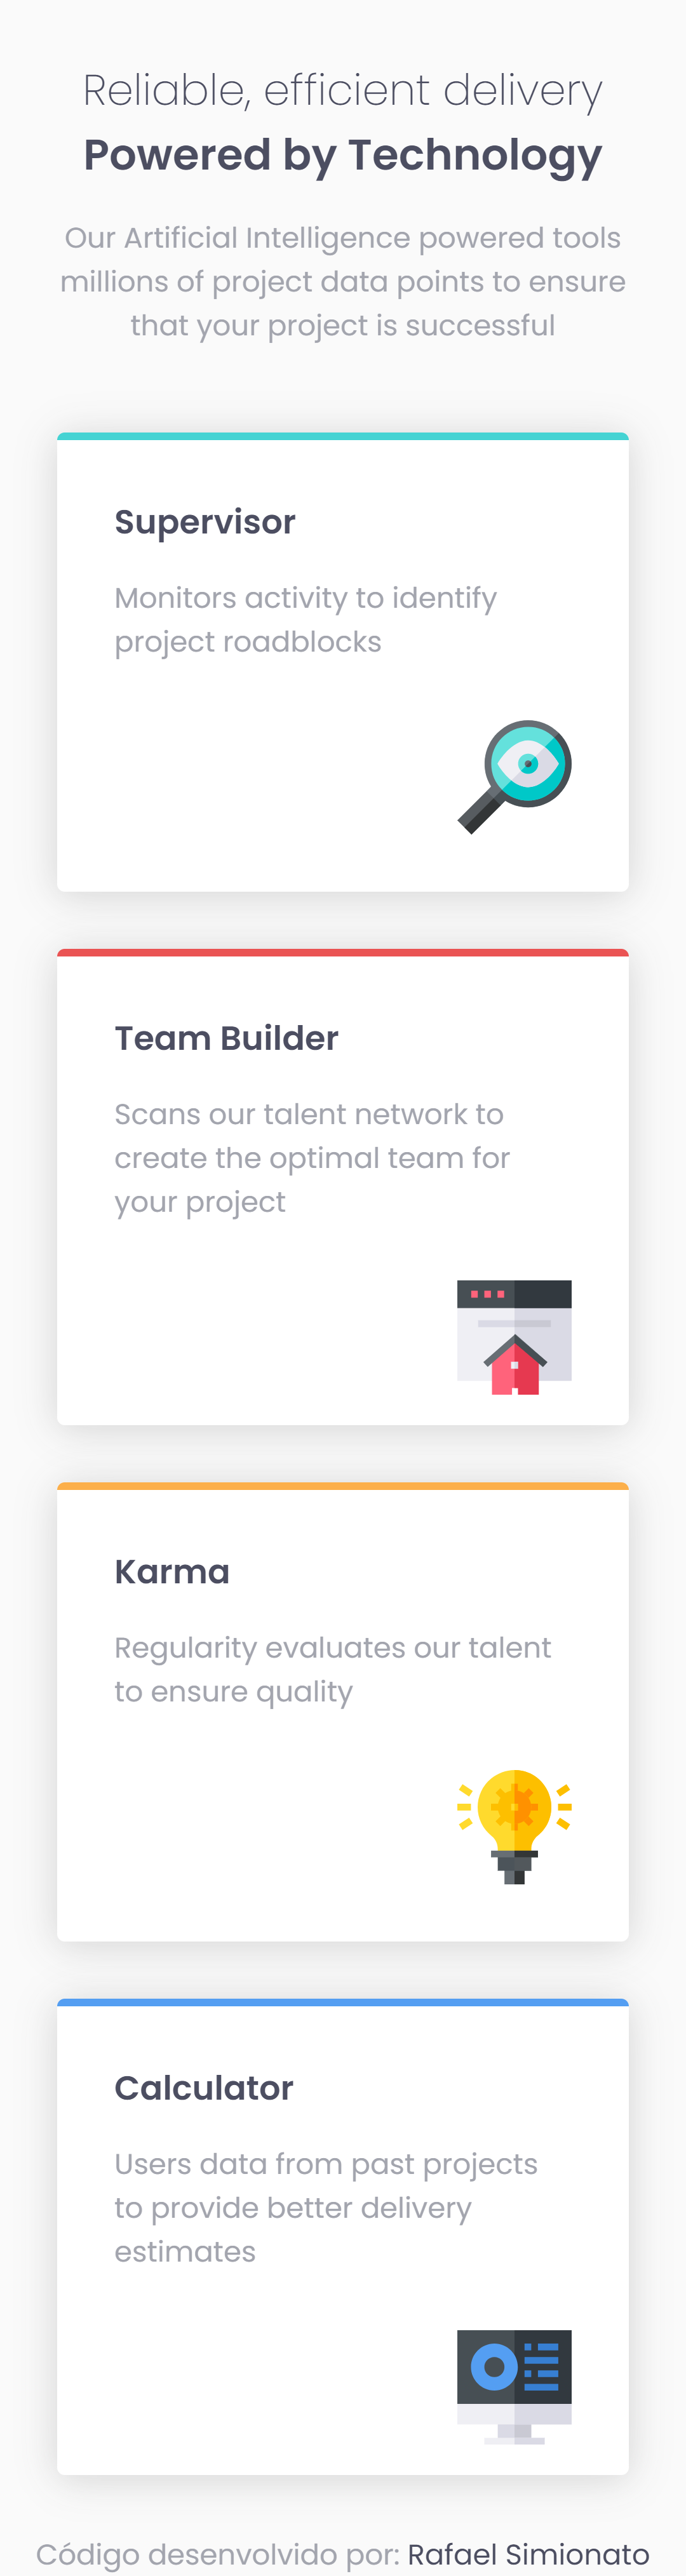 Reliable, efficient delivery
Powered by Technology
Our Artificial Intelligence powered tools
millions of project data points to ensure
that your project is successful
Supervisor
Monitors activity to identify
project roadblocks
Team Builder
Scans our talent network to
create the optimal team for
your project
Karma
Regularity evaluates our talent
to ensure quality
Calculator
Users data from past projects
to provide better delivery
estimates
Código desenvolvido por: Rafael Simionato